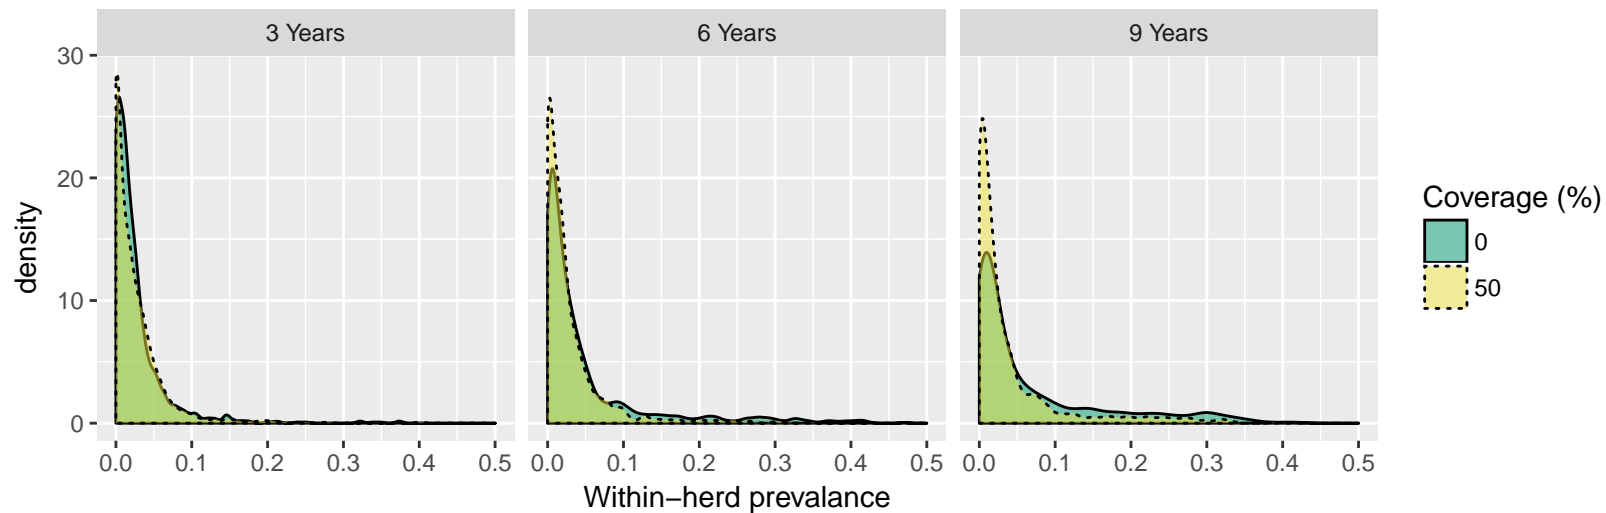 3 Years
6 Years
9 Years
30
20
10
0
density
0.0 0.1 0.2 0.3 0.4 0.5
0.0 0.1 0.2 0.3 0.4 0.5
0.0 0.1 0.2 0.3 0.4 0.5
Within−herd prevalance
Coverage (%)
0
50